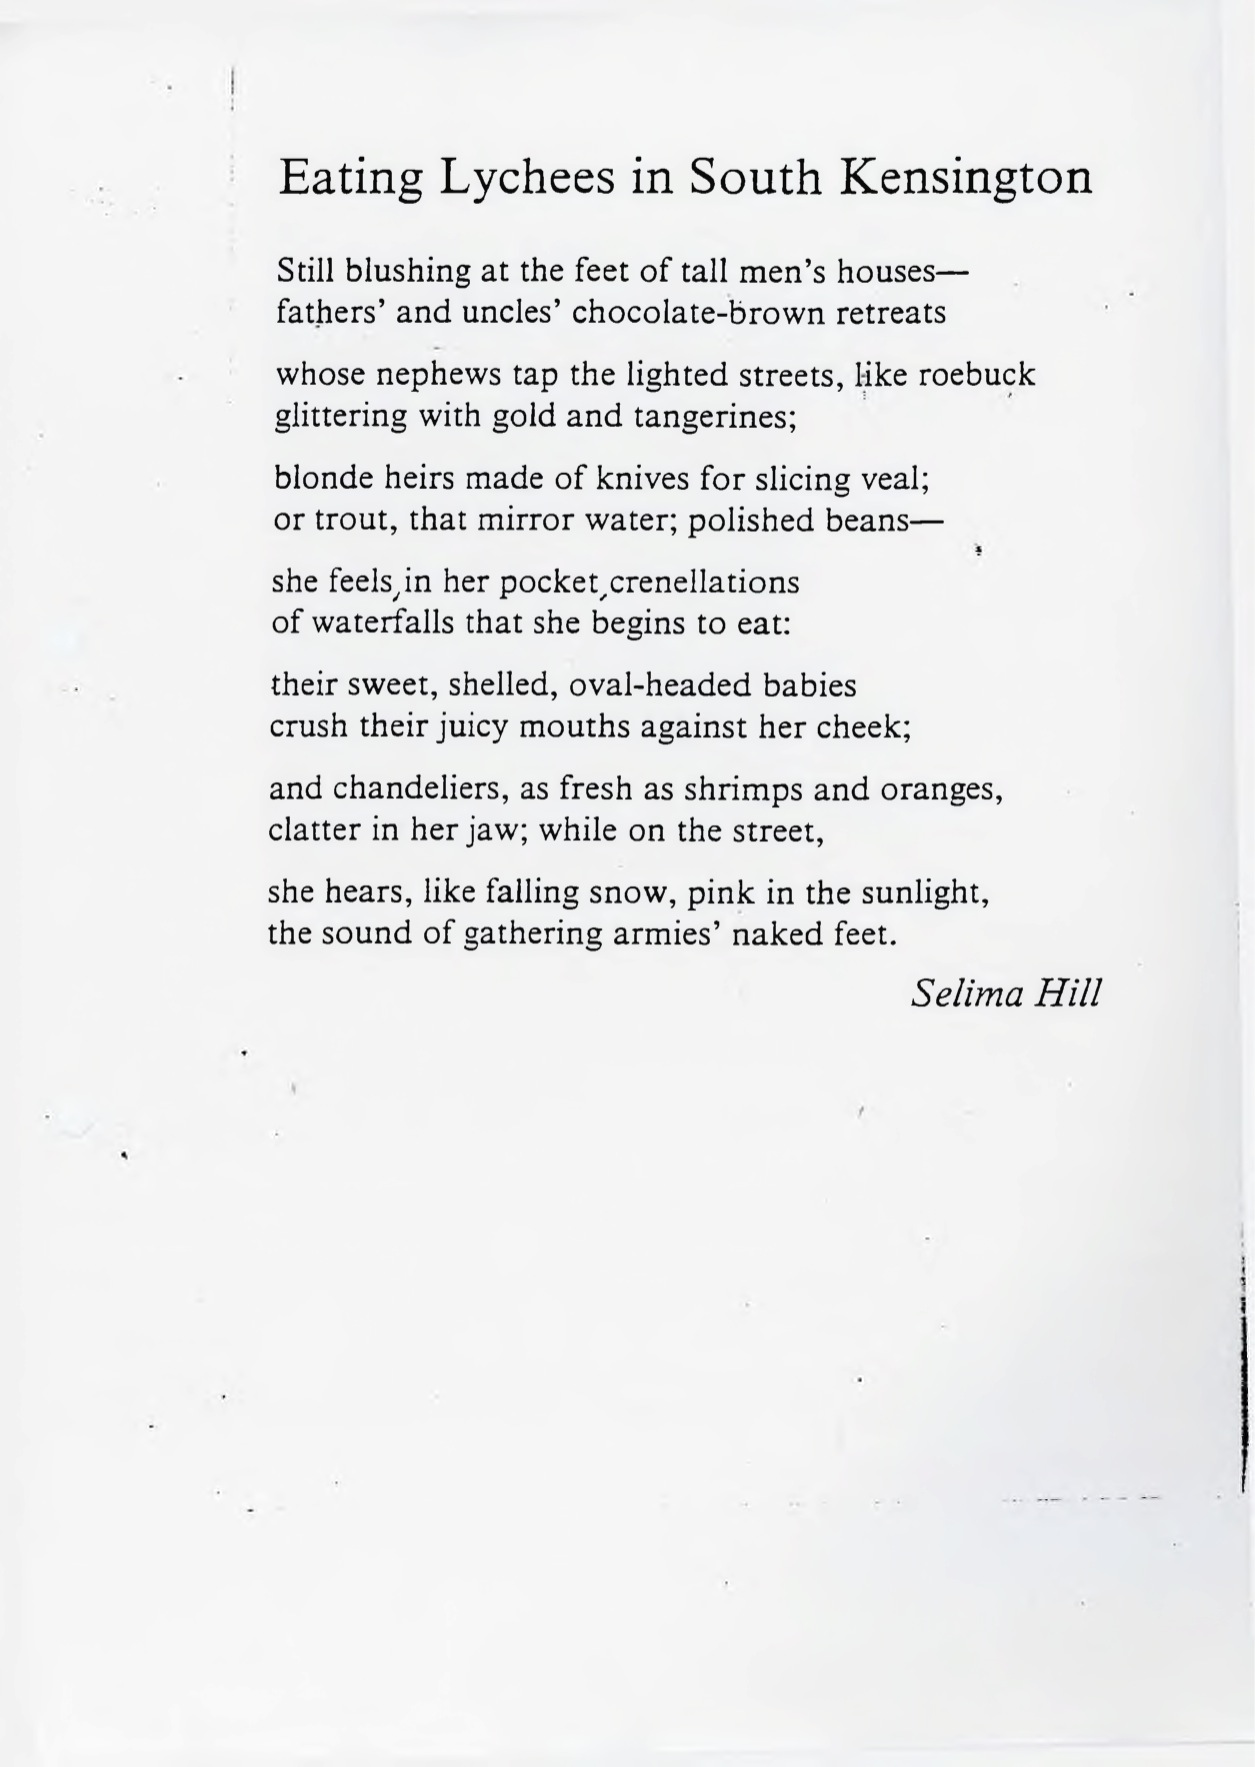 Eating Lychees in South Kensington
Still blushing at the feet of tall men’s houses—
fathers’ and uncles’ chocolate-brown retreats
whose nephews tap the lighted streets, like roebuck
glittering with gold and tangerines;
blonde heirs made of knives for slicing veal;
or trout, that mirror water; polished beans—
she feels, in her pocket, crenellations
of waterfalls that she begins to eat:
their sweet, shelled, oval-headed babies
crush their juicy mouths against her cheek;
and chandeliers, as fresh as shrimps and oranges,
clatter in her jaw; while on the street,
she hears, like falling snow, pink in the sunlight,
the sound of gathering armies’ naked feet.
Selima Hill